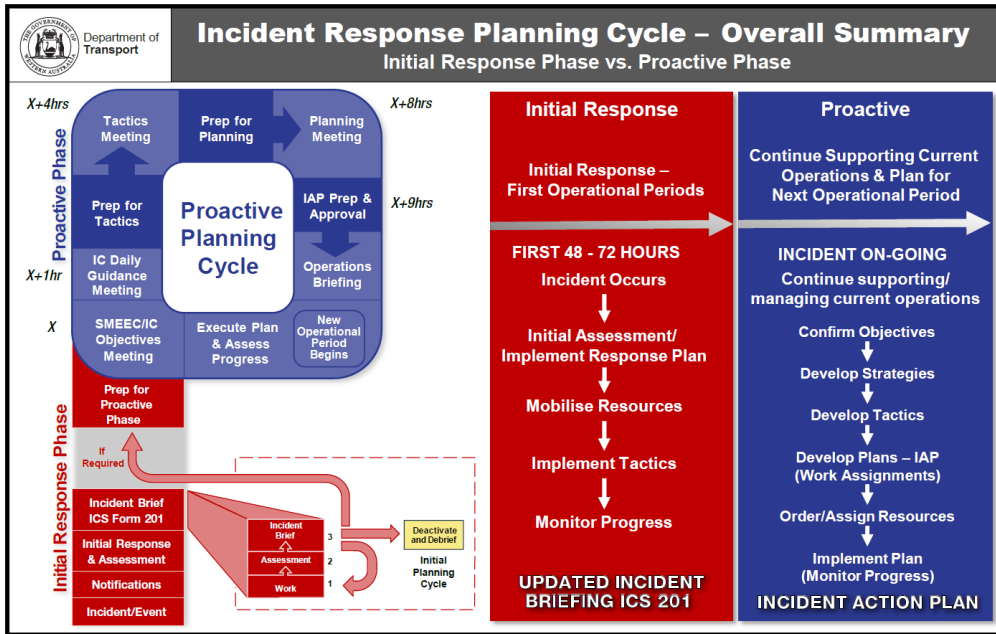 THE GOVERNMENT OF
WESTERN AUSTRALIA
Department of
Transport
Incident Response Planning Cycle – Overall Summary
Initial Response Phase vs. Proactive Phase
X+4hrs
X+8hrs
X+9hrs
X+1hr
X
Proactive Phase
Tactics
Meeting
Prep for
Planning
Planning
Meeting
Prep for
Tactics
Proactive
Planning
Cycle
IAP Prep &
Approval
IC Daily
Guidance
Meeting
Operations
Briefing
SMEEC/IC
Objectives
Meeting
Execute Plan
& Assess
Progress
New
Operational
Period
Begins
Initial Response Phase
Prep for
Proactive
Phase
If
Required
Incident Brief
ICS Form 201
Initial Response
& Assessment
Notifications
Incident/Event
Incident
Brief
3
Assessment
2
Work
1
Deactivate
and Debrief
Initial
Planning
Cycle
Initial Response
Initial Response –
First Operational Periods
FIRST 48 - 72 HOURS
Incident Occurs
Initial Assessment/
Implement Response Plan
Mobilise Resources
Implement Tactics
Monitor Progress
UPDATED INCIDENT
BRIEFING ICS 201
Proactive
Continue Supporting Current
Operations & Plan for
Next Operational Period
INCIDENT ON-GOING
Continue supporting/
managing current operations
Confirm Objectives
Develop Strategies
Develop Tactics
Develop Plans – IAP
(Work Assignments)
Order/Assign Resources
Implement Plan
(Monitor Progress)
INCIDENT ACTION PLAN